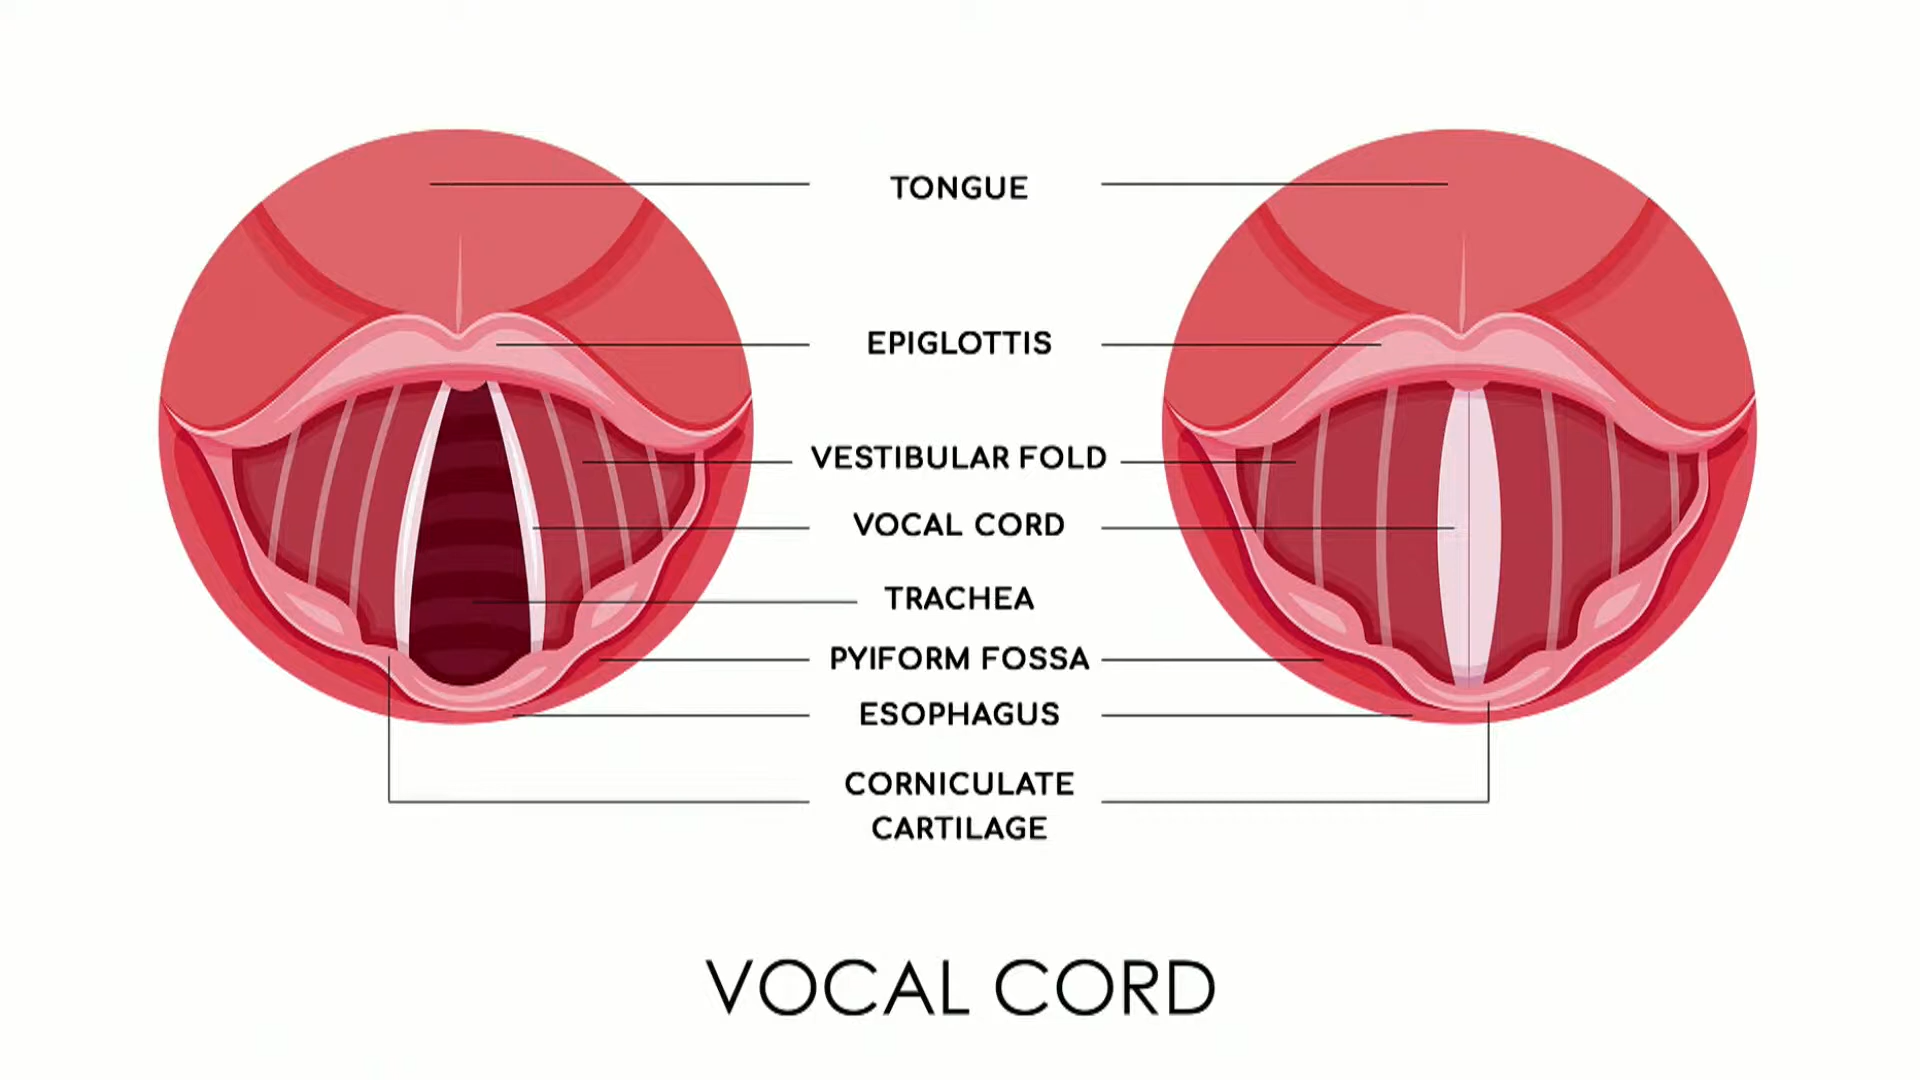 TONGUE
EPIGLOTTIS
VESTIBULAR FOLD
VOCAL CORD
TRACHEA
PYIFORM FOSSA
ESOPHAGUS
CORNICULATE
CARTILAGE
VOCAL CORD